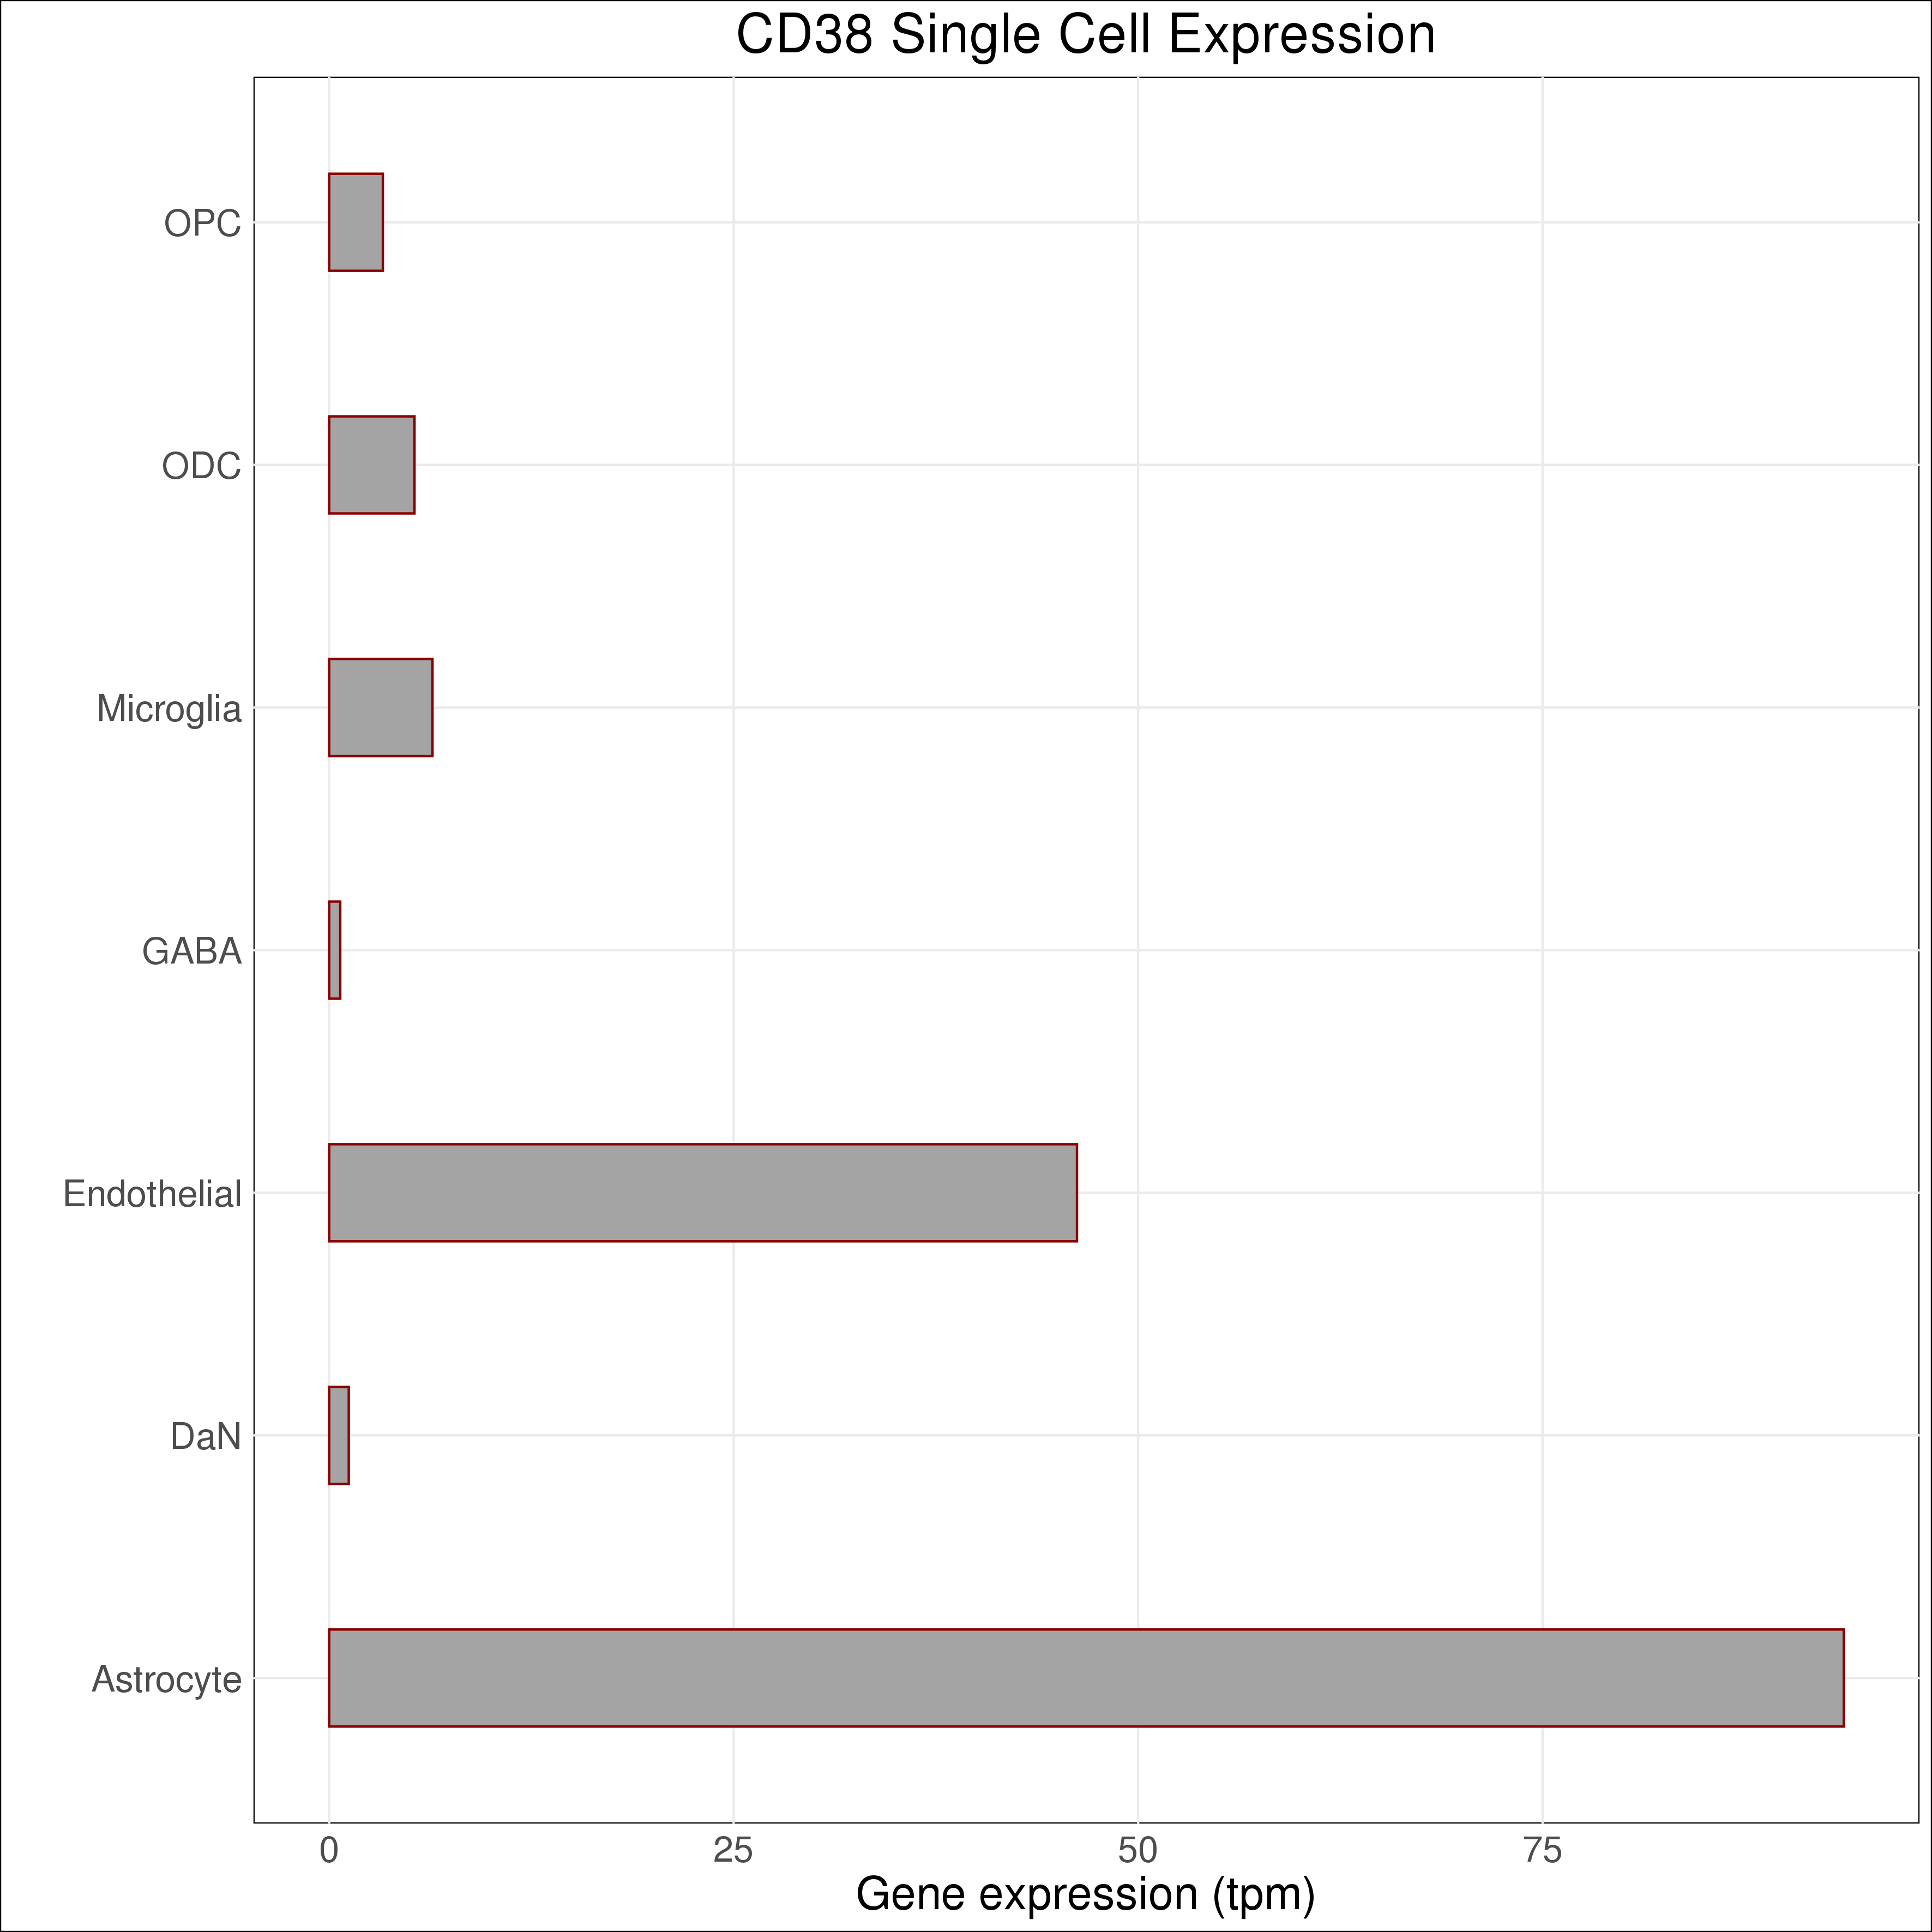 CD38 Single Cell Expression
OPC
ODC
Microglia
GABA
Endothelial
DaN
Astrocyte
0 25 50 75
Gene expression (tpm)